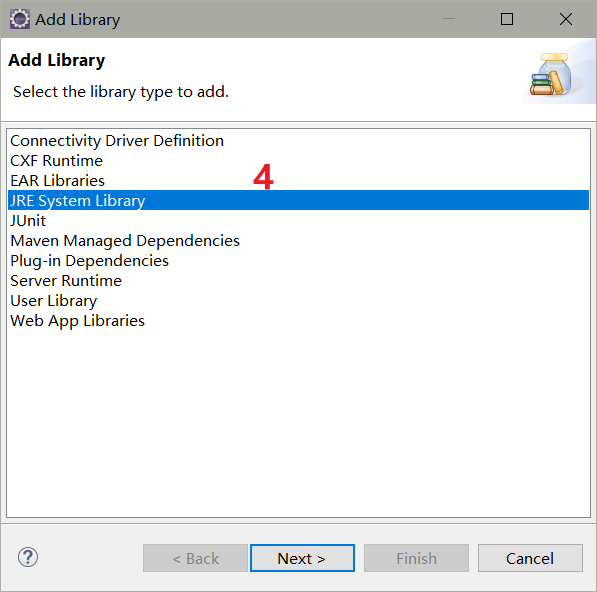 Add Library
Add Library
Select the library type to add.
Connectivity Driver Definition
CXF Runtime
EAR Libraries
4
JRE System Library
JUnit
Maven Managed Dependencies
Plug-in Dependencies
Server Runtime
User Library
Web App Libraries
? < Back Next > Finish Cancel